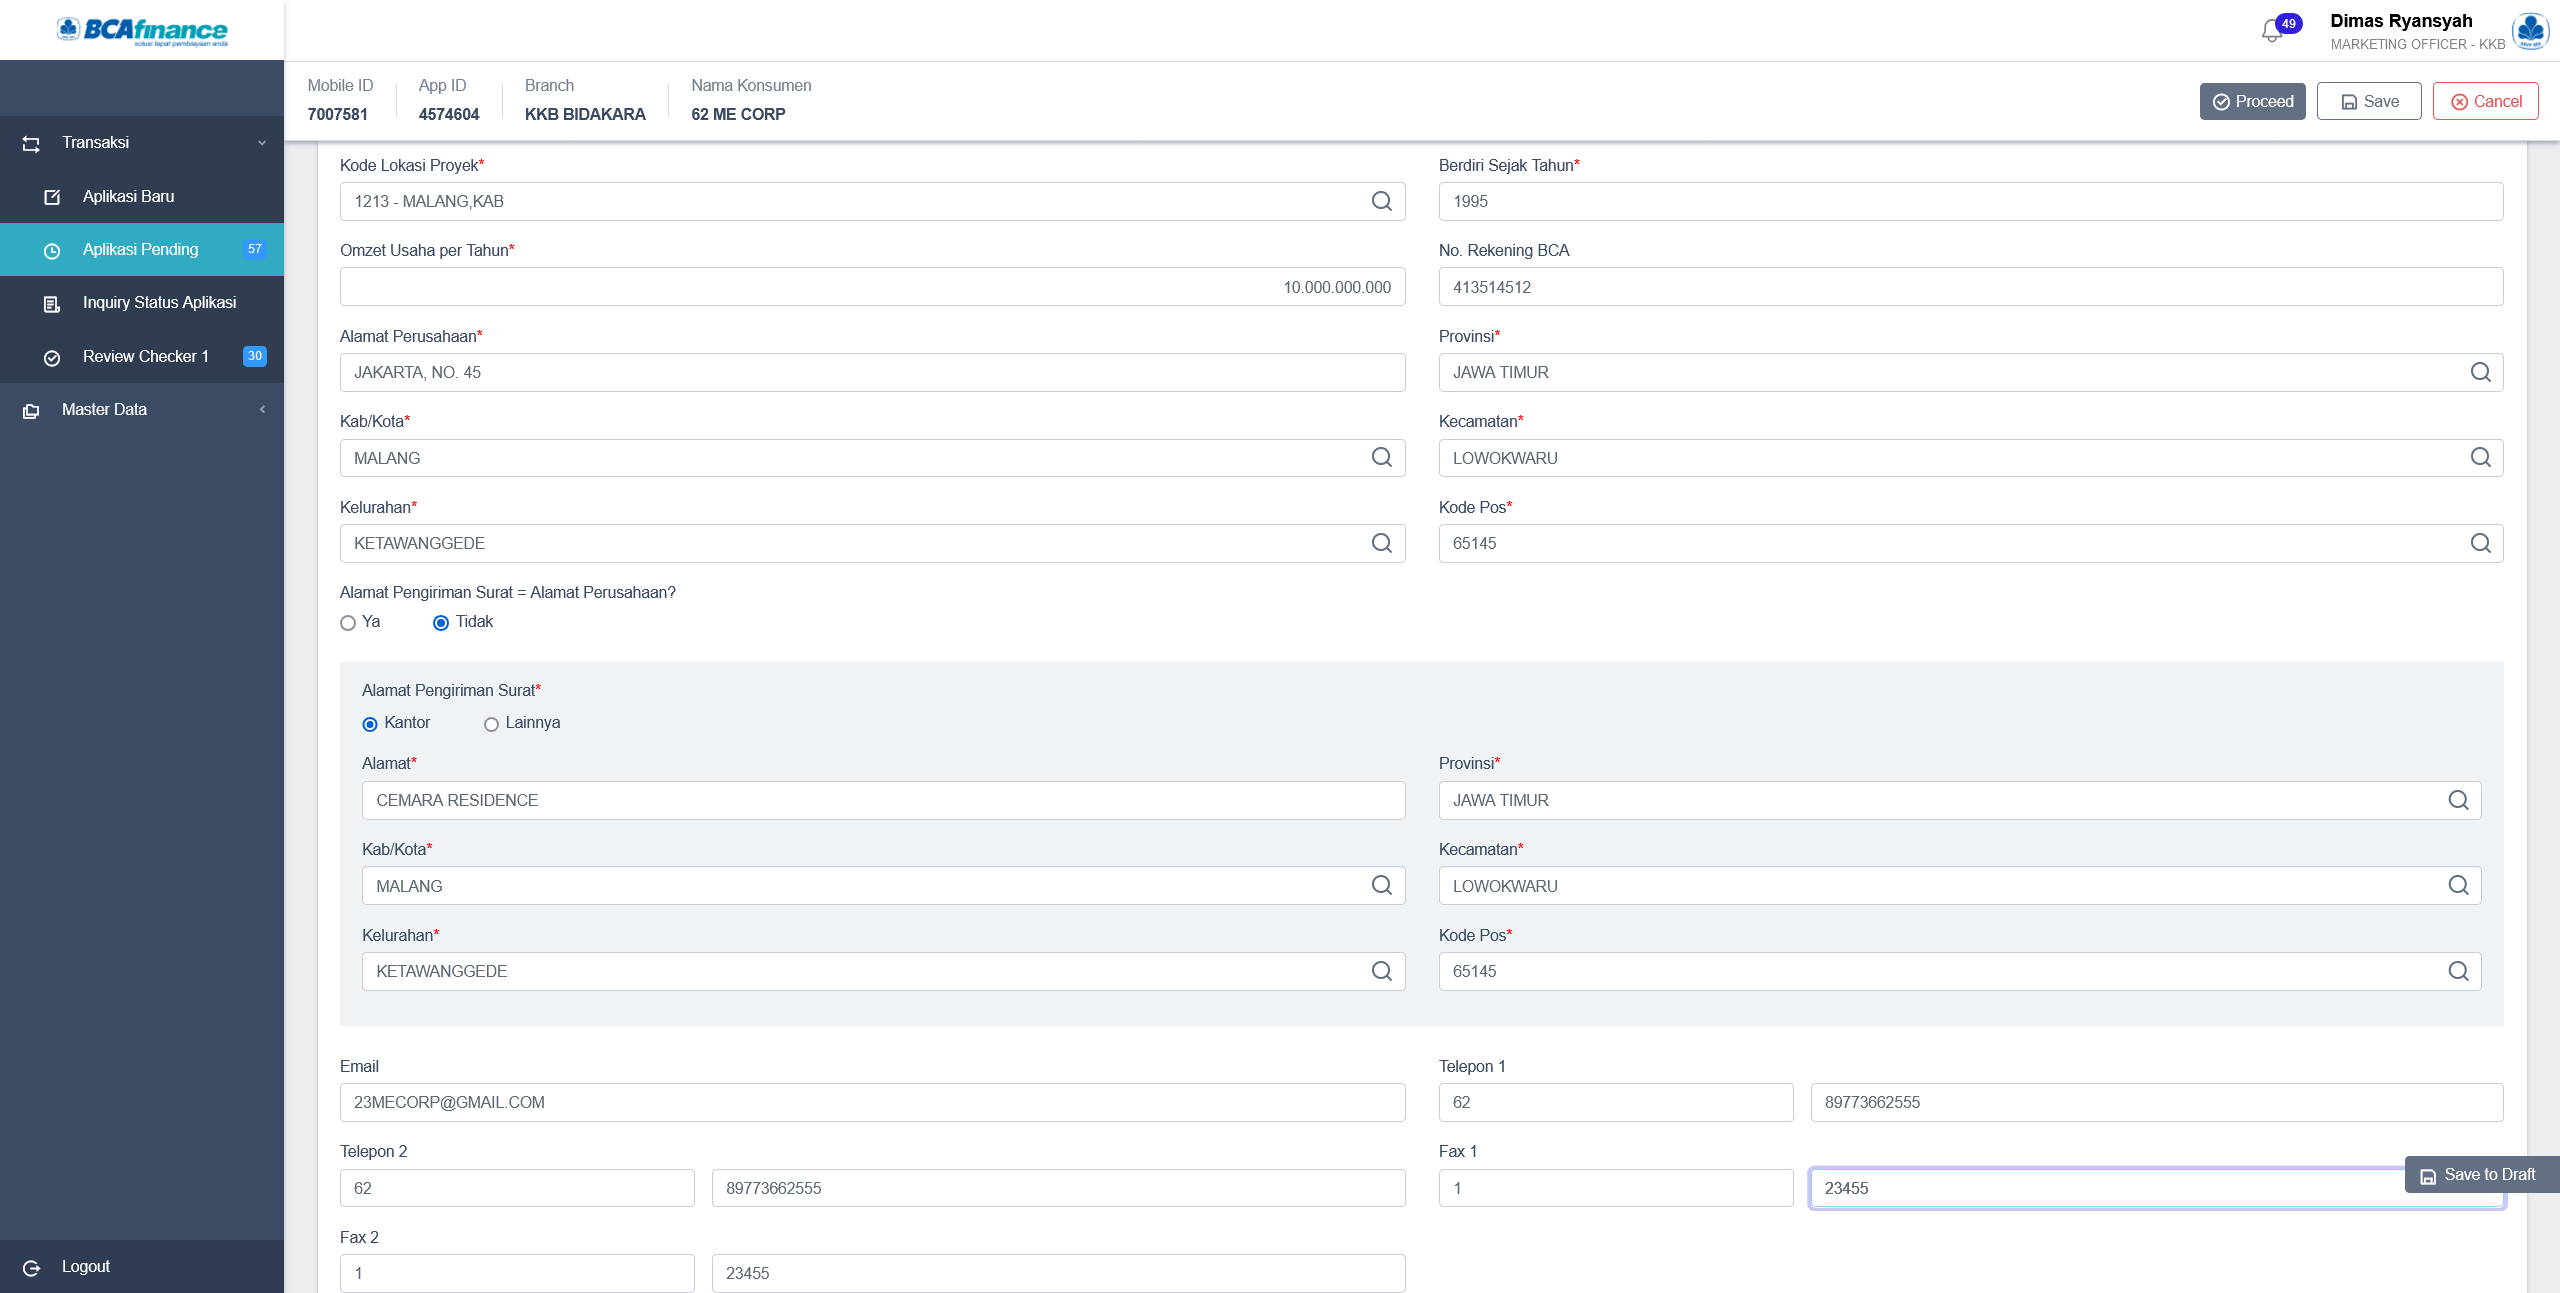 BCAfinance
solusi tepat pembiayaan anda
49
Dimas Ryansyah
MARKETING OFFICER - KKB
Mobile ID
7007581
App ID
4574604
Branch
KKB BIDAKARA
Nama Konsumen
62 ME CORP
Proceed
Save
Cancel
Transaksi
Aplikasi Baru
Aplikasi Pending 57
Inquiry Status Aplikasi
Review Checker 1 30
Master Data
Logout
Kode Lokasi Proyek*
1213 - MALANG,KAB
Berdiri Sejak Tahun*
1995
Omzet Usaha per Tahun*
10.000.000.000
No. Rekening BCA
413514512
Alamat Perusahaan*
JAKARTA, NO. 45
Provinsi*
JAWA TIMUR
Kab/Kota*
MALANG
Kecamatan*
LOWOKWARU
Kelurahan*
KETAWANGGEDE
Kode Pos*
65145
Alamat Pengiriman Surat = Alamat Perusahaan?
Ya Tidak
Alamat Pengiriman Surat*
Kantor Lainnya
Alamat*
CEMARA RESIDENCE
Provinsi*
JAWA TIMUR
Kab/Kota*
MALANG
Kecamatan*
LOWOKWARU
Kelurahan*
KETAWANGGEDE
Kode Pos*
65145
Email
23MECORP@GMAIL.COM
Telepon 1
62 89773662555
Telepon 2
62 89773662555
Fax 1
1 23455
Save to Draft
Fax 2
1 23455